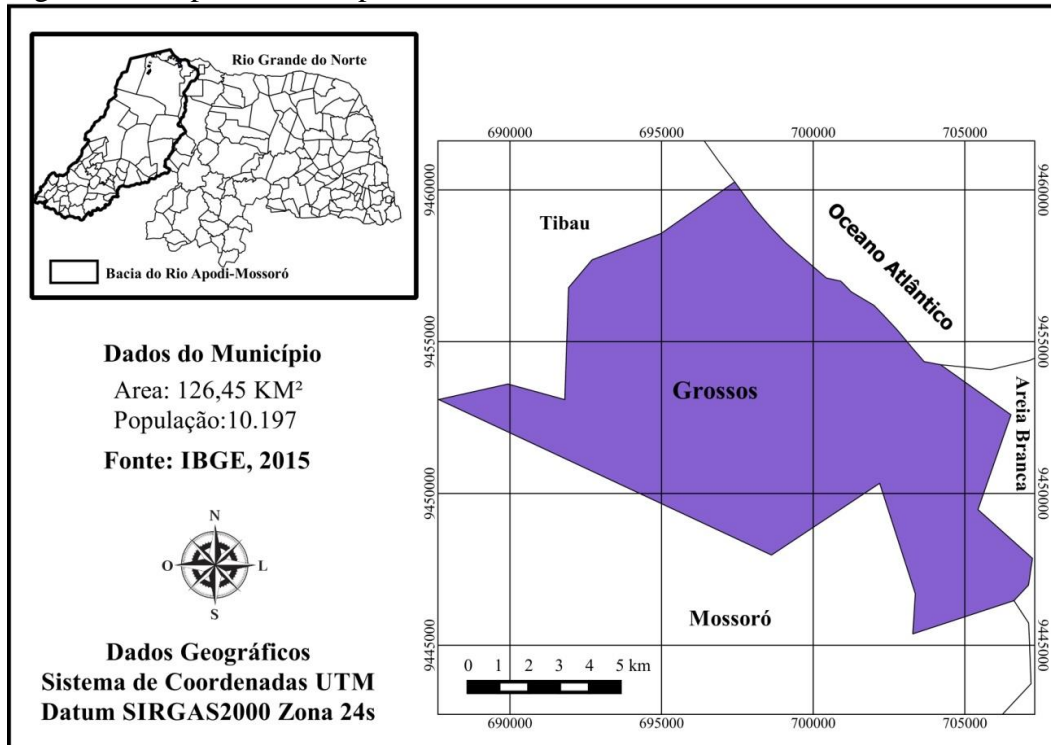 Rio Grande do Norte
Bacia do Rio Apodi-Mossoró
Dados do Município
Area: 126,45 KM²
População:10.197
Fonte: IBGE, 2015
N
O
L
S
Dados Geográficos
Sistema de Coordenadas UTM
Datum SIRGAS2000 Zona 24s
690000 695000 700000 705000
9460000
9460000
Tibau
Oceano Atlântico
9455000
9455000
Grossos
Areia Branca
9450000
9450000
Mossoró
9445000
9445000
0 1 2 3 4 5 km
690000 695000 700000 705000